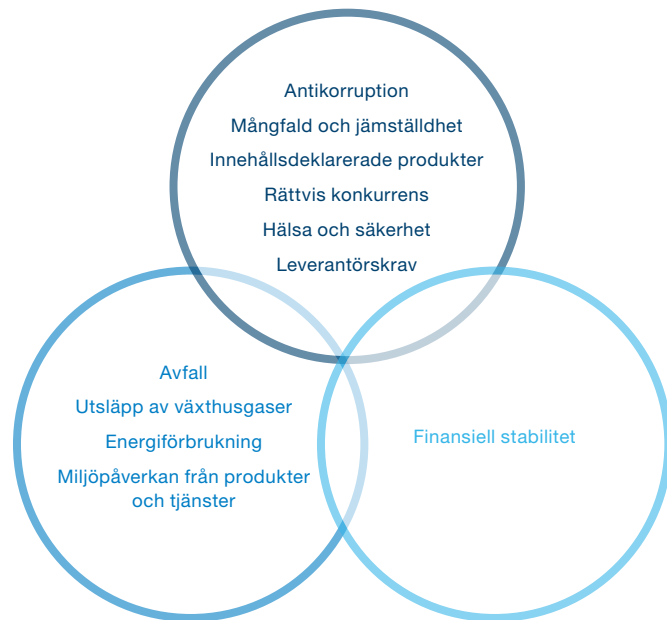 Antikorruption
Mångfald och jämställdhet
Innehållsdeklarerade produkter
Rättvis konkurrens
Hälsa och säkerhet
Leverantörskrav
Avfall
Utsläpp av växthusgaser
Energiförbrukning
Miljöpåverkan från produkter
och tjänster
Finansiell stabilitet